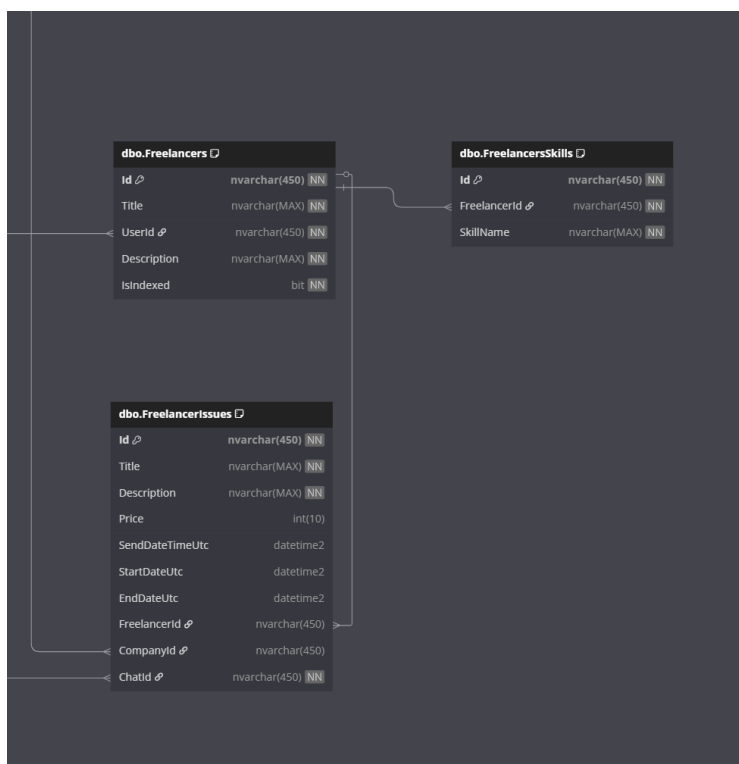 dbo.Freelancers
Id nvarchar(450) NN
Title nvarchar(MAX) NN
UserId nvarchar(450) NN
Description nvarchar(MAX) NN
IsIndexed bit NN
dbo.FreelancersSkills
Id nvarchar(450) NN
FreelancerId nvarchar(450) NN
SkillName nvarchar(MAX) NN
dbo.FreelancerIssues
Id nvarchar(450) NN
Title nvarchar(MAX) NN
Description nvarchar(MAX) NN
Price int(10)
SendDateTimeUtc datetime2
StartDateUtc datetime2
EndDateUtc datetime2
FreelancerId nvarchar(450)
CompanyId nvarchar(450)
ChatId nvarchar(450) NN